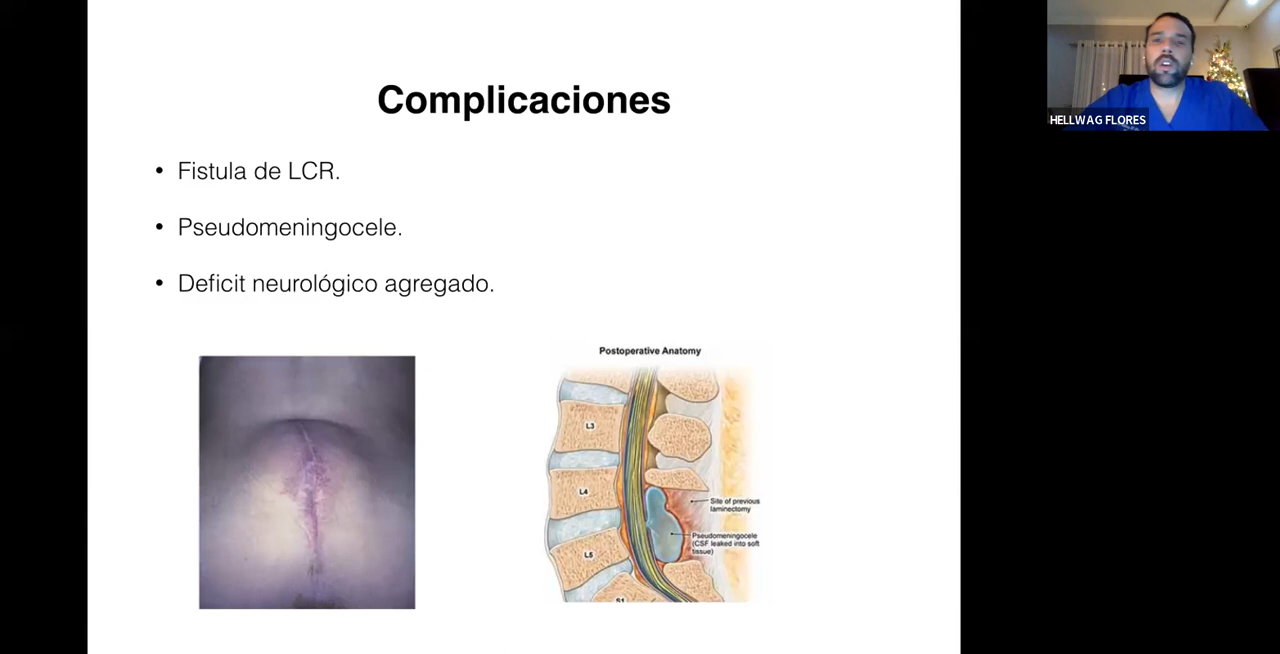 Complicaciones
• Fistula de LCR.
• Pseudomeningocele.
• Deficit neurológico agregado.
Postoperative Anatomy
L3
L4
Site of previous
laminectomy
Pseudomeningocele
(CSF leaked into soft
tissue)
L5
S1
HELLWAG FLORES